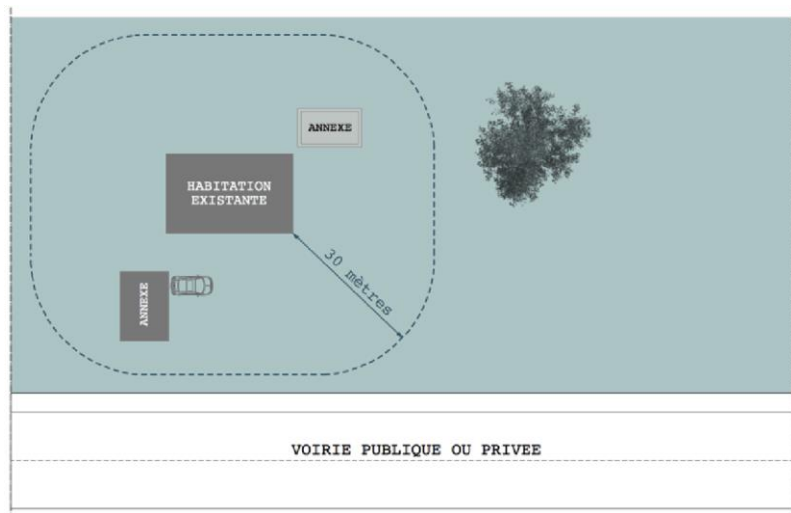 ANNEXE
HABITATION
EXISTANTE
30 mètres
ANNEXE
VOIRIE PUBLIQUE OU PRIVEE